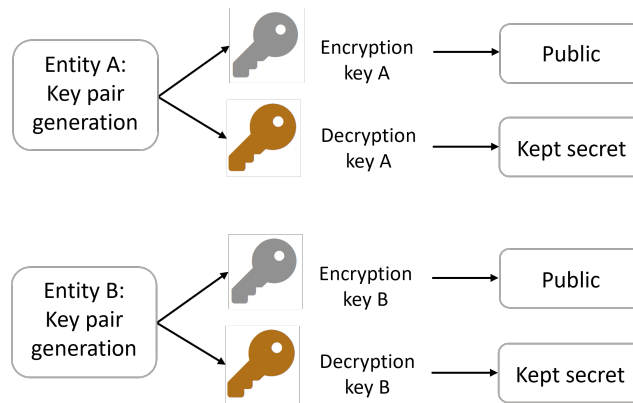 Entity A:
Key pair
generation
Encryption
key A
Public
Decryption
key A
Kept secret
Entity B:
Key pair
generation
Encryption
key B
Public
Decryption
key B
Kept secret